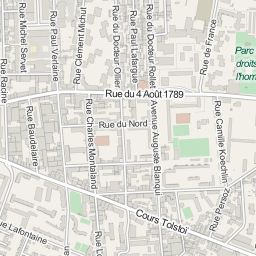 Rue Michel Servet
Rue Paul Verlaine
Rue Clément Michut
Rue du Docteur Ollier
Rue Paul Lafargue
Rue du Docteur Rollet
Rue de France
Parc
droits
l'hom
Rue Racine
Rue du 4 Août 1789
Rue Baudelaire
Rue Charles Montaland
Rue du Nord
Avenue Auguste Blanqui
Rue Camille Koechlin
Rue Persoz
Cours Tolstoï
Rue Lafontaine